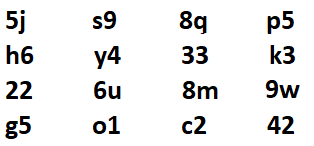 5j s9 8q p5
h6 y4 33 k3
22 6u 8m 9w
g5 o1 c2 42